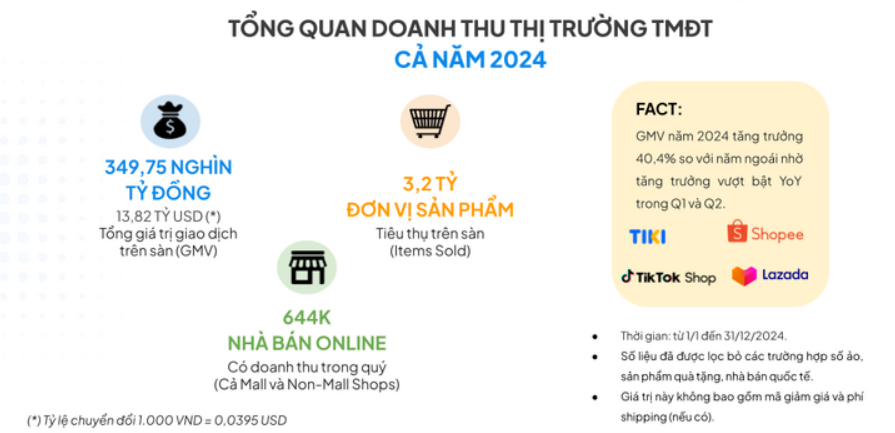 TỔNG QUAN DOANH THU THỊ TRƯỜNG TMĐT
CẢ NĂM 2024
349,75 NGHÌN
TỶ ĐỒNG
13,82 TỶ USD (*)
Tổng giá trị giao dịch
trên sàn (GMV)
3,2 TỶ
ĐƠN VỊ SẢN PHẨM
Tiêu thụ trên sàn
(Items Sold)
644K
NHÀ BÁN ONLINE
Có doanh thu trong quý
(Cả Mall và Non-Mall Shops)
(*) Tỷ lệ chuyển đổi 1.000 VND = 0,0395 USD
FACT:
GMV năm 2024 tăng trưởng
40,4% so với năm ngoái nhờ
tăng trưởng vượt bật YoY
trong Q1 và Q2.
TIKI
Shopee
TikTok Shop
Lazada
• Thời gian: từ 1/1 đến 31/12/2024.
• Số liệu đã được lọc bỏ các trường hợp số ảo,
sản phẩm quà tặng, nhà bán quốc tế.
• Giá trị này không bao gồm mã giảm giá và phí
shipping (nếu có).